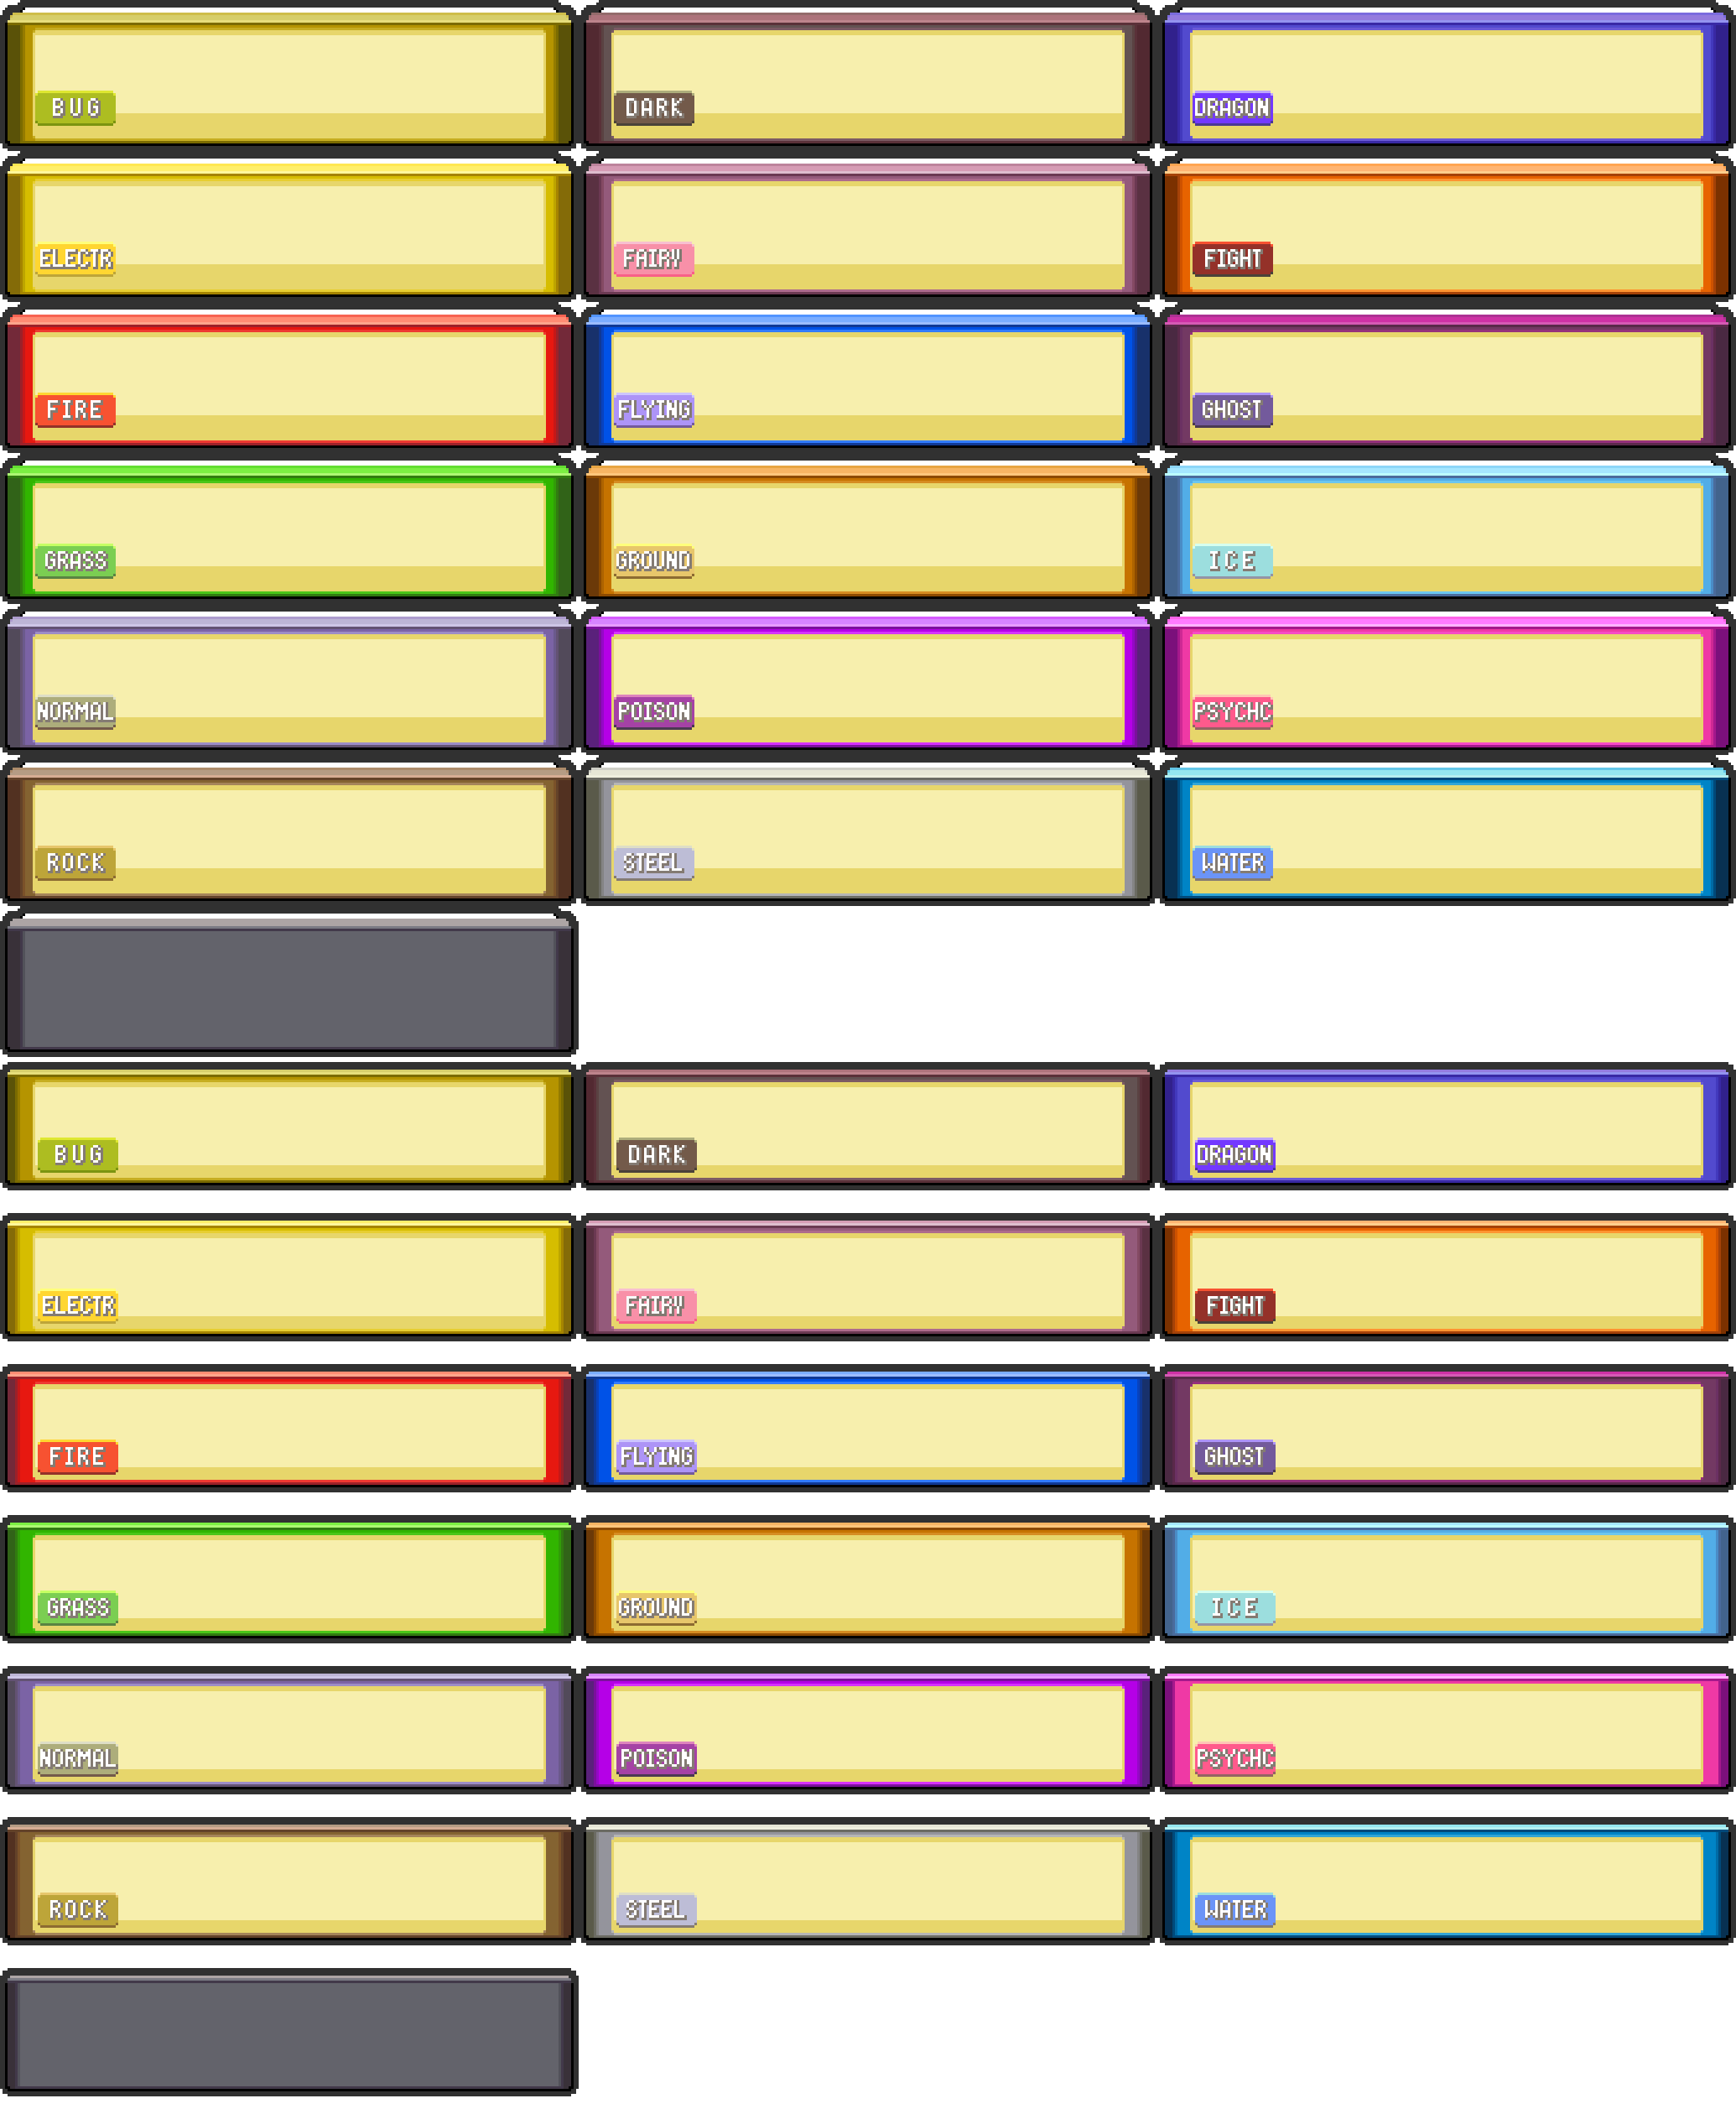 BUG DARK DRAGON
ELECTR FAIRY FIGHT
FIRE FLYING GHOST
GRASS GROUND ICE
NORMAL POISON PSYCHC
ROCK STEEL WATER
BUG DARK DRAGON
ELECTR FAIRY FIGHT
FIRE FLYING GHOST
GRASS GROUND ICE
NORMAL POISON PSYCHC
ROCK STEEL WATER